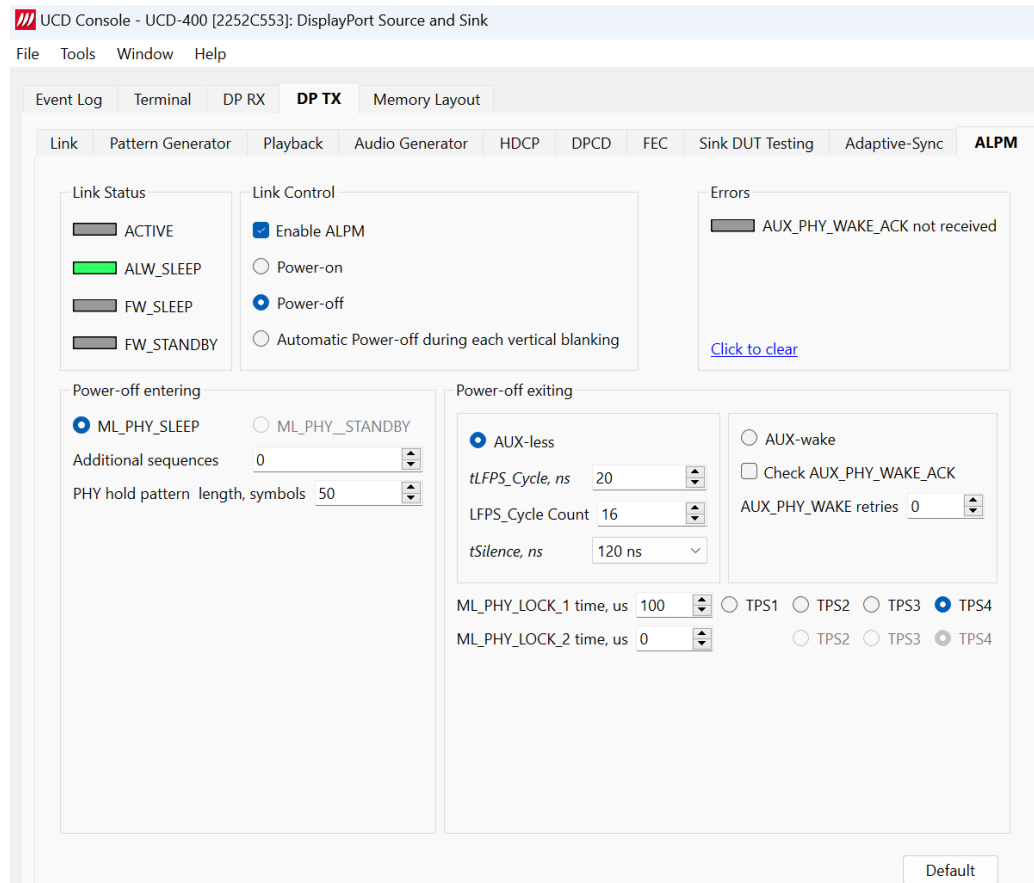 UCD Console - UCD-400 [2252C553]: DisplayPort Source and Sink
File Tools Window Help
Event Log Terminal DP RX DP TX Memory Layout
Link Pattern Generator Playback Audio Generator HDCP DPCD FEC Sink DUT Testing Adaptive-Sync ALPM
Link Status
ACTIVE
ALW_SLEEP
FW_SLEEP
FW_STANDBY
Link Control
Enable ALPM
Power-on
Power-off
Automatic Power-off during each vertical blanking
Errors
AUX_PHY_WAKE_ACK not received
Click to clear
Power-off entering
ML_PHY_SLEEP ML_PHY__STANDBY
Additional sequences 0
PHY hold pattern length, symbols 50
Power-off exiting
AUX-less
tLFPS_Cycle, ns 20
LFPS_Cycle Count 16
tSilence, ns 120 ns
AUX-wake
Check AUX_PHY_WAKE_ACK
AUX_PHY_WAKE retries 0
ML_PHY_LOCK_1 time, us 100 TPS1 TPS2 TPS3 TPS4
ML_PHY_LOCK_2 time, us 0 TPS2 TPS3 TPS4
Default